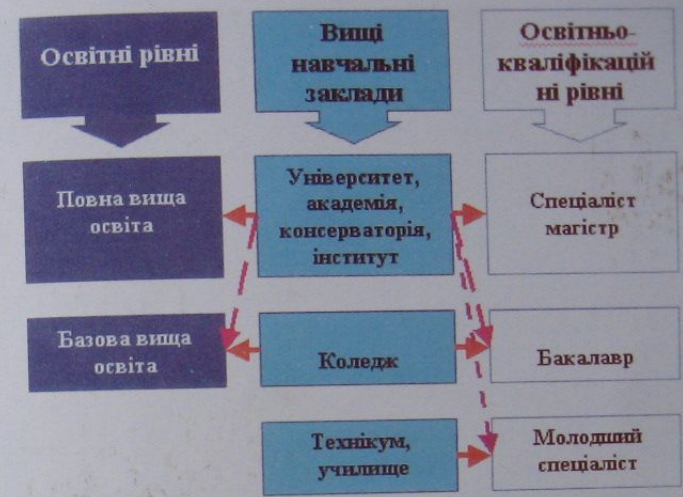 Освітні рівні
Вищі
навчальні
заклади
Освітньо-
кваліфікацій
ні рівні
Повна вища
освіта
Університет,
академія,
консерваторія,
інститут
Спеціаліст
магістр
Базова вища
освіта
Коледж
Бакалавр
Технікум,
училище
Молодший
спеціаліст